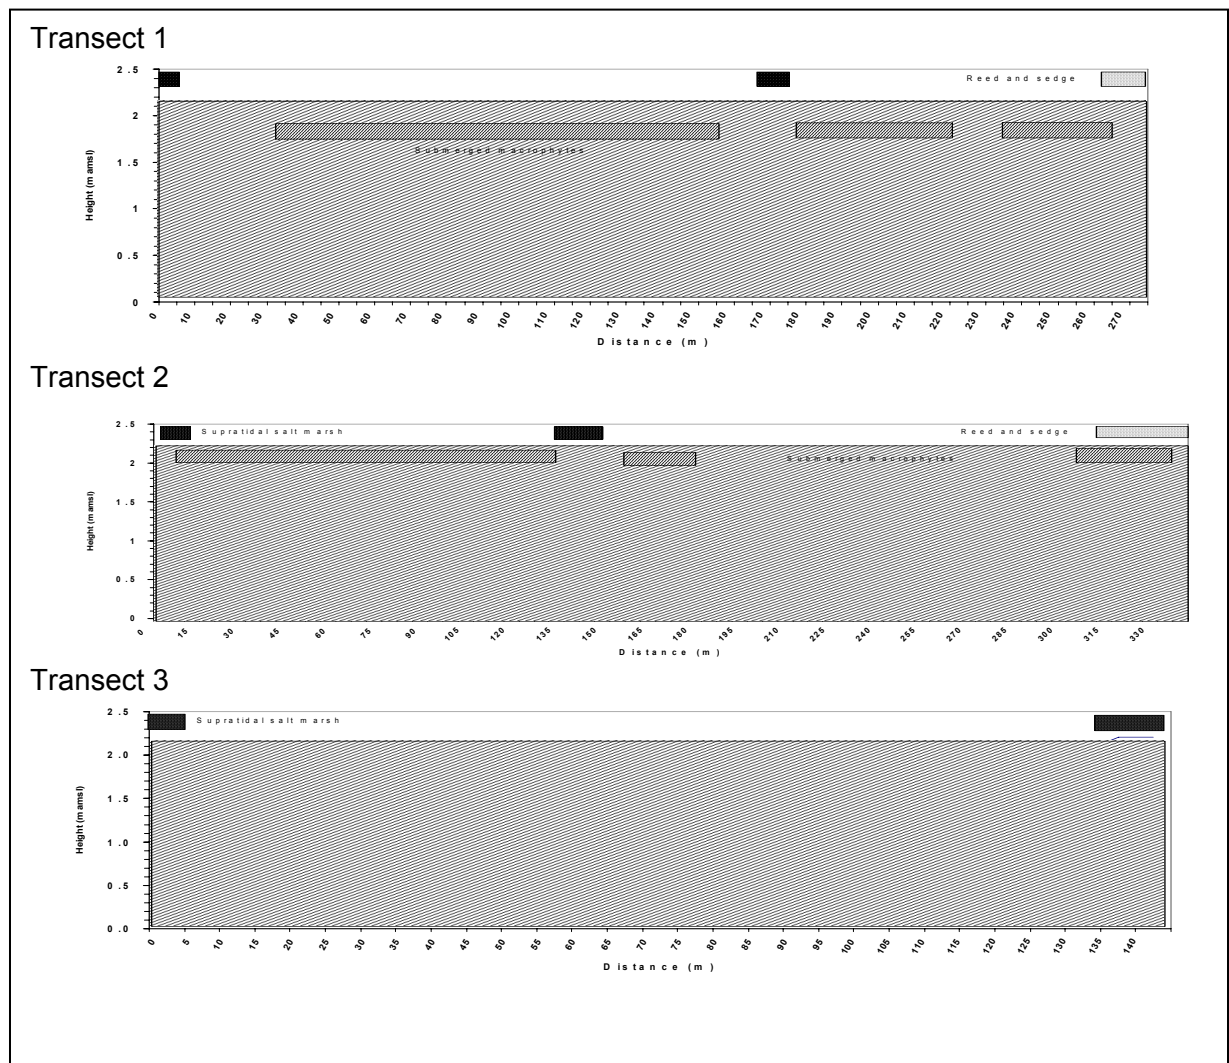 Transect 1
2.5
Reed and sedge
2
Submerged macrophytes
1.5
1
0.5
0
Height (mamsl)
0 10 20 30 40 50 60 70 80 90 100 110 120 130 140 150 160 170 180 190 200 210 220 230 240 250 260 270
Distance (m)
Transect 2
2.5
Supratidal salt marsh
Reed and sedge
2
Submerged macrophytes
1.5
1
0.5
0
Height (mamsl)
0 15 30 45 60 75 90 105 120 135 150 165 180 195 210 225 240 255 270 285 300 315 330
Distance (m)
Transect 3
2.5
Supratidal salt marsh
2.0
1.5
1.0
0.5
0.0
Height (mamsl)
0 5 10 15 20 25 30 35 40 45 50 55 60 65 70 75 80 85 90 95 100 105 110 115 120 125 130 135 140
Distance (m)